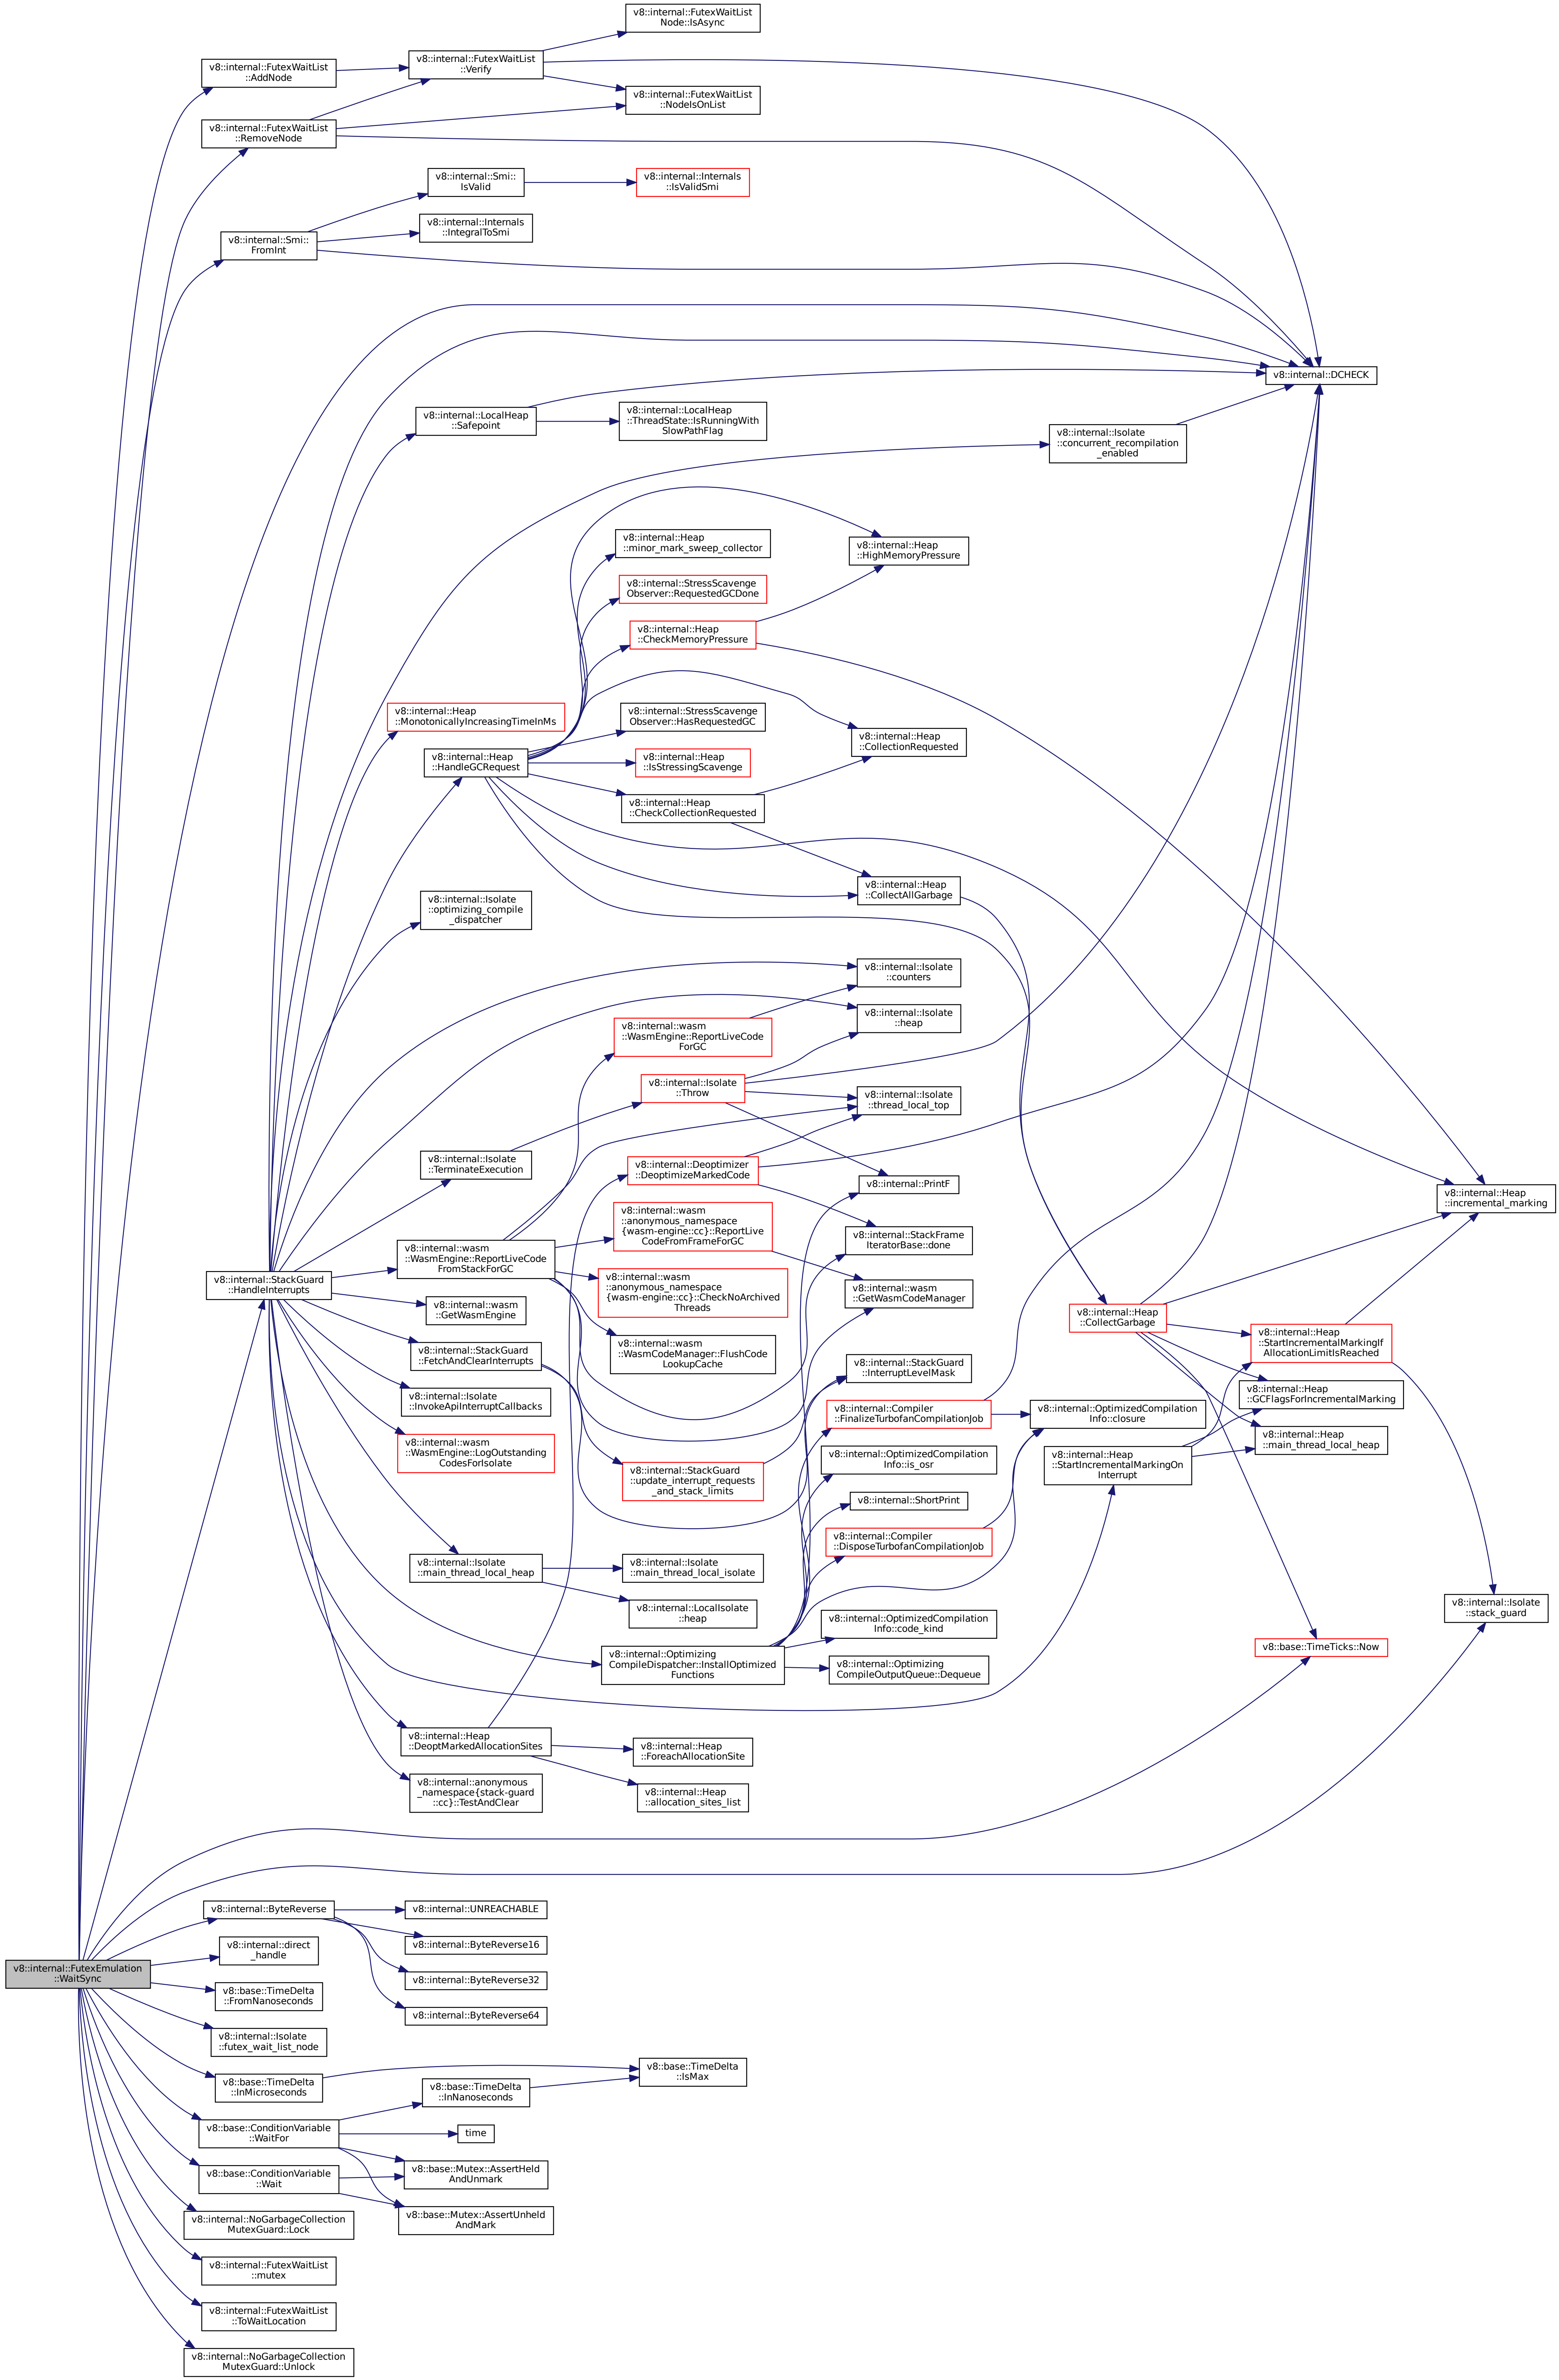 v8::internal::FutexWaitList
Node::IsAsync
v8::internal::FutexWaitList
::AddNode
v8::internal::FutexWaitList
::Verify
v8::internal::FutexWaitList
::NodeIsOnList
v8::internal::FutexWaitList
::RemoveNode
v8::internal::Smi::
IsValid
v8::internal::Internals
::IsValidSmi
v8::internal::Internals
::IntegralToSmi
v8::internal::Smi::
FromInt
v8::internal::DCHECK
v8::internal::LocalHeap
::Safepoint
v8::internal::LocalHeap
::ThreadState::IsRunningWith
SlowPathFlag
v8::internal::Isolate
::concurrent_recompilation
_enabled
v8::internal::Heap
::minor_mark_sweep_collector
v8::internal::Heap
::HighMemoryPressure
v8::internal::StressScavenge
Observer::RequestedGCDone
v8::internal::Heap
::CheckMemoryPressure
v8::internal::Heap
::MonotonicallyIncreasingTimeInMs
v8::internal::StressScavenge
Observer::HasRequestedGC
v8::internal::Heap
::CollectionRequested
v8::internal::Heap
::HandleGCRequest
v8::internal::Heap
::IsStressingScavenge
v8::internal::Heap
::CheckCollectionRequested
v8::internal::Heap
::CollectAllGarbage
v8::internal::Isolate
::optimizing_compile
_dispatcher
v8::internal::Isolate
::counters
v8::internal::Isolate
::heap
v8::internal::wasm
::WasmEngine::ReportLiveCode
ForGC
v8::internal::Isolate
::Throw
v8::internal::Isolate
::thread_local_top
v8::internal::Isolate
::TerminateExecution
v8::internal::Deoptimizer
::DeoptimizeMarkedCode
v8::internal::PrintF
v8::internal::Heap
::incremental_marking
v8::internal::wasm
::anonymous_namespace
{wasm-engine::cc}::ReportLive
CodeFromFrameForGC
v8::internal::StackFrame
IteratorBase::done
v8::internal::wasm
::WasmEngine::ReportLiveCode
FromStackForGC
v8::internal::StackGuard
::HandleInterrupts
v8::internal::wasm
::anonymous_namespace
{wasm-engine::cc}::CheckNoArchived
Threads
v8::internal::wasm
::GetWasmCodeManager
v8::internal::wasm
::GetWasmEngine
v8::internal::Heap
::CollectGarbage
v8::internal::Heap
::StartIncrementalMarkingIf
AllocationLimitIsReached
v8::internal::wasm
::WasmCodeManager::FlushCode
LookupCache
v8::internal::StackGuard
::FetchAndClearInterrupts
v8::internal::StackGuard
::InterruptLevelMask
v8::internal::Isolate
::InvokeApiInterruptCallbacks
v8::internal::Heap
::GCFlagsForIncrementalMarking
v8::internal::Compiler
::FinalizeTurbofanCompilationJob
v8::internal::OptimizedCompilation
Info::closure
v8::internal::Heap
::main_thread_local_heap
v8::internal::wasm
::WasmEngine::LogOutstanding
CodesForIsolate
v8::internal::OptimizedCompilation
Info::is_osr
v8::internal::Heap
::StartIncrementalMarkingOn
Interrupt
v8::internal::StackGuard
::update_interrupt_requests
_and_stack_limits
v8::internal::ShortPrint
v8::internal::Compiler
::DisposeTurbofanCompilationJob
v8::internal::Isolate
::main_thread_local_heap
v8::internal::Isolate
::main_thread_local_isolate
v8::internal::LocalIsolate
::heap
v8::internal::Isolate
::stack_guard
v8::internal::OptimizedCompilation
Info::code_kind
v8::base::TimeTicks::Now
v8::internal::Optimizing
CompileDispatcher::InstallOptimized
Functions
v8::internal::Optimizing
CompileOutputQueue::Dequeue
v8::internal::Heap
::DeoptMarkedAllocationSites
v8::internal::Heap
::ForeachAllocationSite
v8::internal::anonymous
_namespace{stack-guard
::cc}::TestAndClear
v8::internal::Heap
::allocation_sites_list
v8::internal::ByteReverse
v8::internal::UNREACHABLE
v8::internal::direct
_handle
v8::internal::ByteReverse16
v8::internal::FutexEmulation
::WaitSync
v8::internal::ByteReverse32
v8::base::TimeDelta
::FromNanoseconds
v8::internal::ByteReverse64
v8::internal::Isolate
::futex_wait_list_node
v8::base::TimeDelta
::InMicroseconds
v8::base::TimeDelta
::IsMax
v8::base::TimeDelta
::InNanoseconds
v8::base::ConditionVariable
::WaitFor
time
v8::base::ConditionVariable
::Wait
v8::base::Mutex::AssertHeld
AndUnmark
v8::base::Mutex::AssertUnheld
AndMark
v8::internal::NoGarbageCollection
MutexGuard::Lock
v8::internal::FutexWaitList
::mutex
v8::internal::FutexWaitList
::ToWaitLocation
v8::internal::NoGarbageCollection
MutexGuard::Unlock